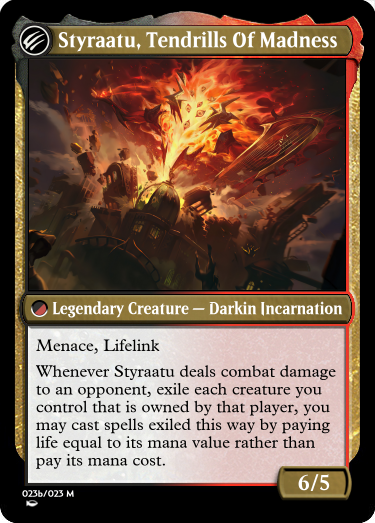 Styraatu, Tendrills Of Madness
Legendary Creature — Darkin Incarnation
Menace, Lifelink
Whenever Styraatu deals combat damage
to an opponent, exile each creature you
control that is owned by that player, you
may cast spells exiled this way by paying
life equal to its mana value rather than
pay its mana cost.
6/5
023b/023 M